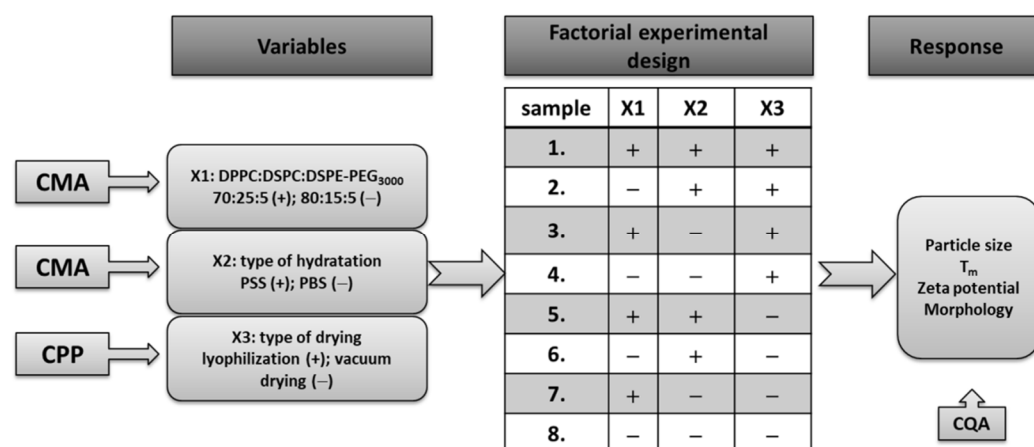 Variables
Factorial experimental
design
Response
CMA
X1: DPPC:DSPC:DSPE-PEG3000
70:25:5 (+); 80:15:5 (−)
CMA
X2: type of hydratation
PSS (+); PBS (−)
CPP
X3: type of drying
lyophilization (+); vacuum
drying (−)
sample X1 X2 X3
1. + + +
2. − + +
3. + − +
4. − − +
5. + + −
6. − + −
7. + − −
8. − − −
Particle size
Tm
Zeta potential
Morphology
CQA